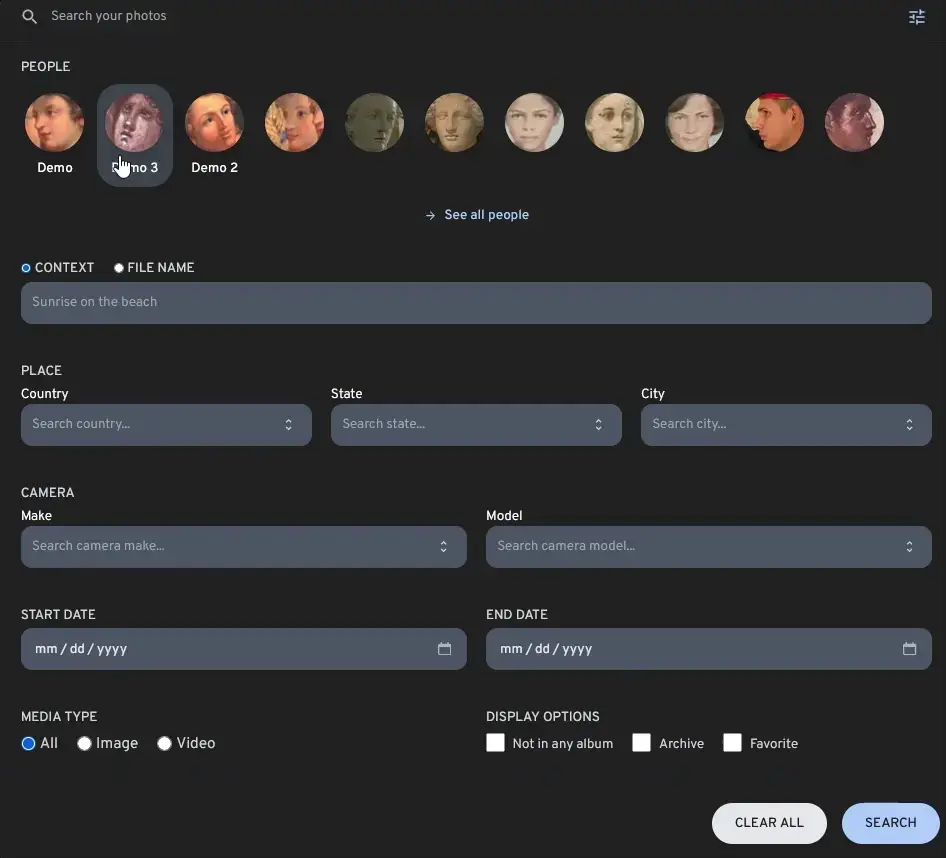 Search your photos
PEOPLE
Demo
mo 3
Demo 2
→ See all people
CONTEXT
FILE NAME
Sunrise on the beach
PLACE
Country
State
City
Search country...
Search state...
Search city...
CAMERA
Make
Model
Search camera make...
Search camera model...
START DATE
END DATE
mm / dd / yyyy
mm / dd / yyyy
MEDIA TYPE
DISPLAY OPTIONS
All
Image
Video
Not in any album
Archive
Favorite
CLEAR ALL
SEARCH